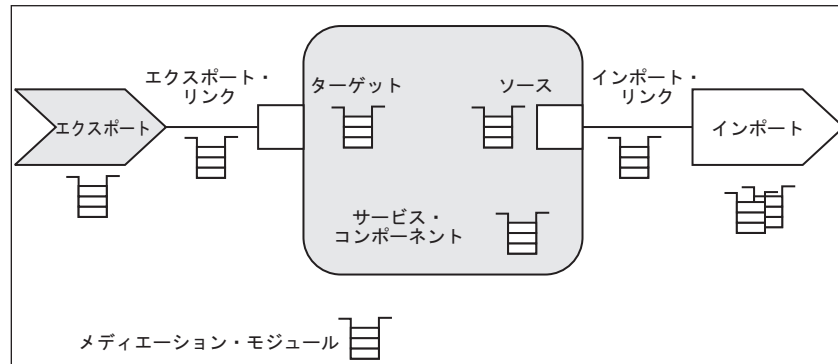 エクスポート・
リンク
ターゲット
ソース
インポート・
リンク
エクスポート
インポート
サービス・
コンポーネント
メディエーション・モジュール